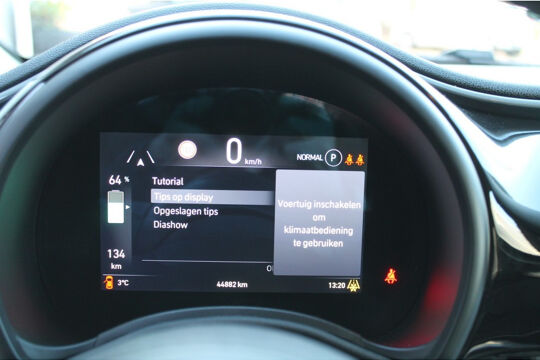 0 km/h
NORMAL P
64 %
Tutorial
Tips op display
Opgeslagen tips
Diashow
Voertuig inschakelen
om
klimaatbediening
te gebruiken
134
km
3°C
44882 km
13:20